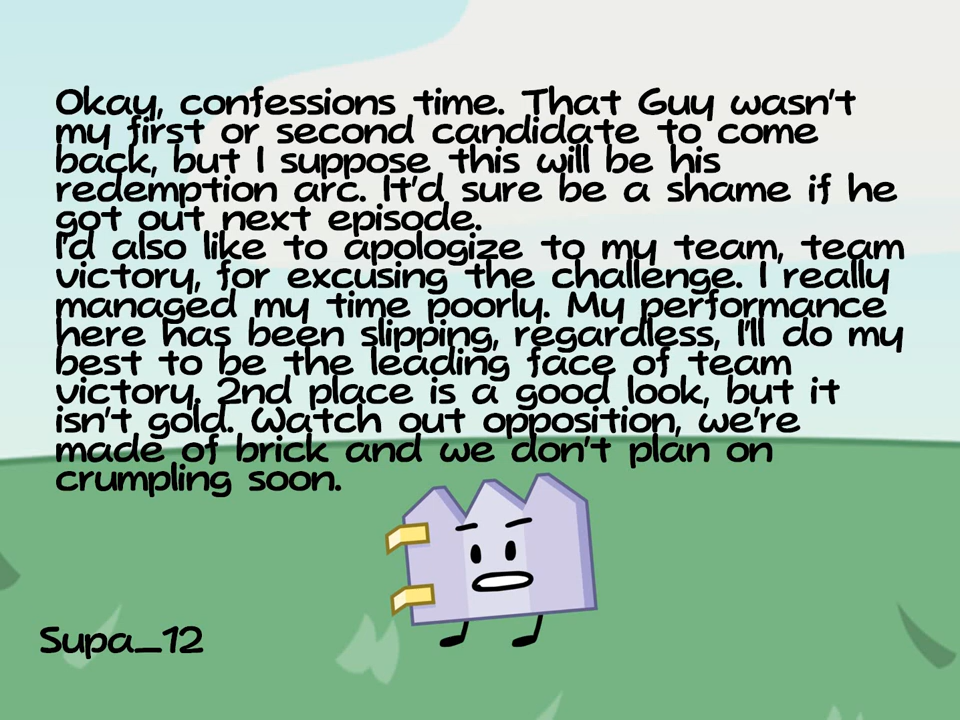 Okay, confessions time. That Guy wasn't
my first or second candidate to come
back, but I suppose this will be his
redemption arc. It'd sure be a shame if he
got out next episode.
I'd also like to apologize to my team, team
victory, for excusing the challenge. I really
managed my time poorly. My performance
here has been slipping, regardless, I'll do my
best to be the leading face of team
victory. 2nd place is a good look, but it
isn't gold. Watch out opposition, we're
made of brick and we don't plan on
crumpling soon.
Supa_12